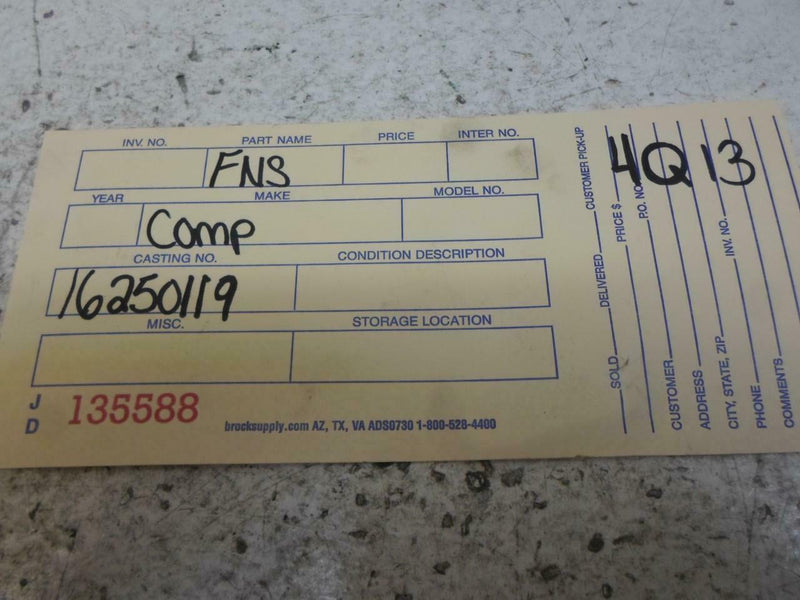 INV. NO. PART NAME PRICE INTER NO.
FNS
YEAR MAKE MODEL NO.
Comp
CASTING NO. CONDITION DESCRIPTION
16250119
MISC. STORAGE LOCATION
J D 135588
brocksupply.com AZ, TX, VA ADS0730 1-800-528-4400
4Q13
SOLD DELIVERED CUSTOMER PICK-UP
PRICE $
P.O. NO.
CUSTOMER
ADDRESS
CITY, STATE, ZIP INV. NO.
PHONE
COMMENTS